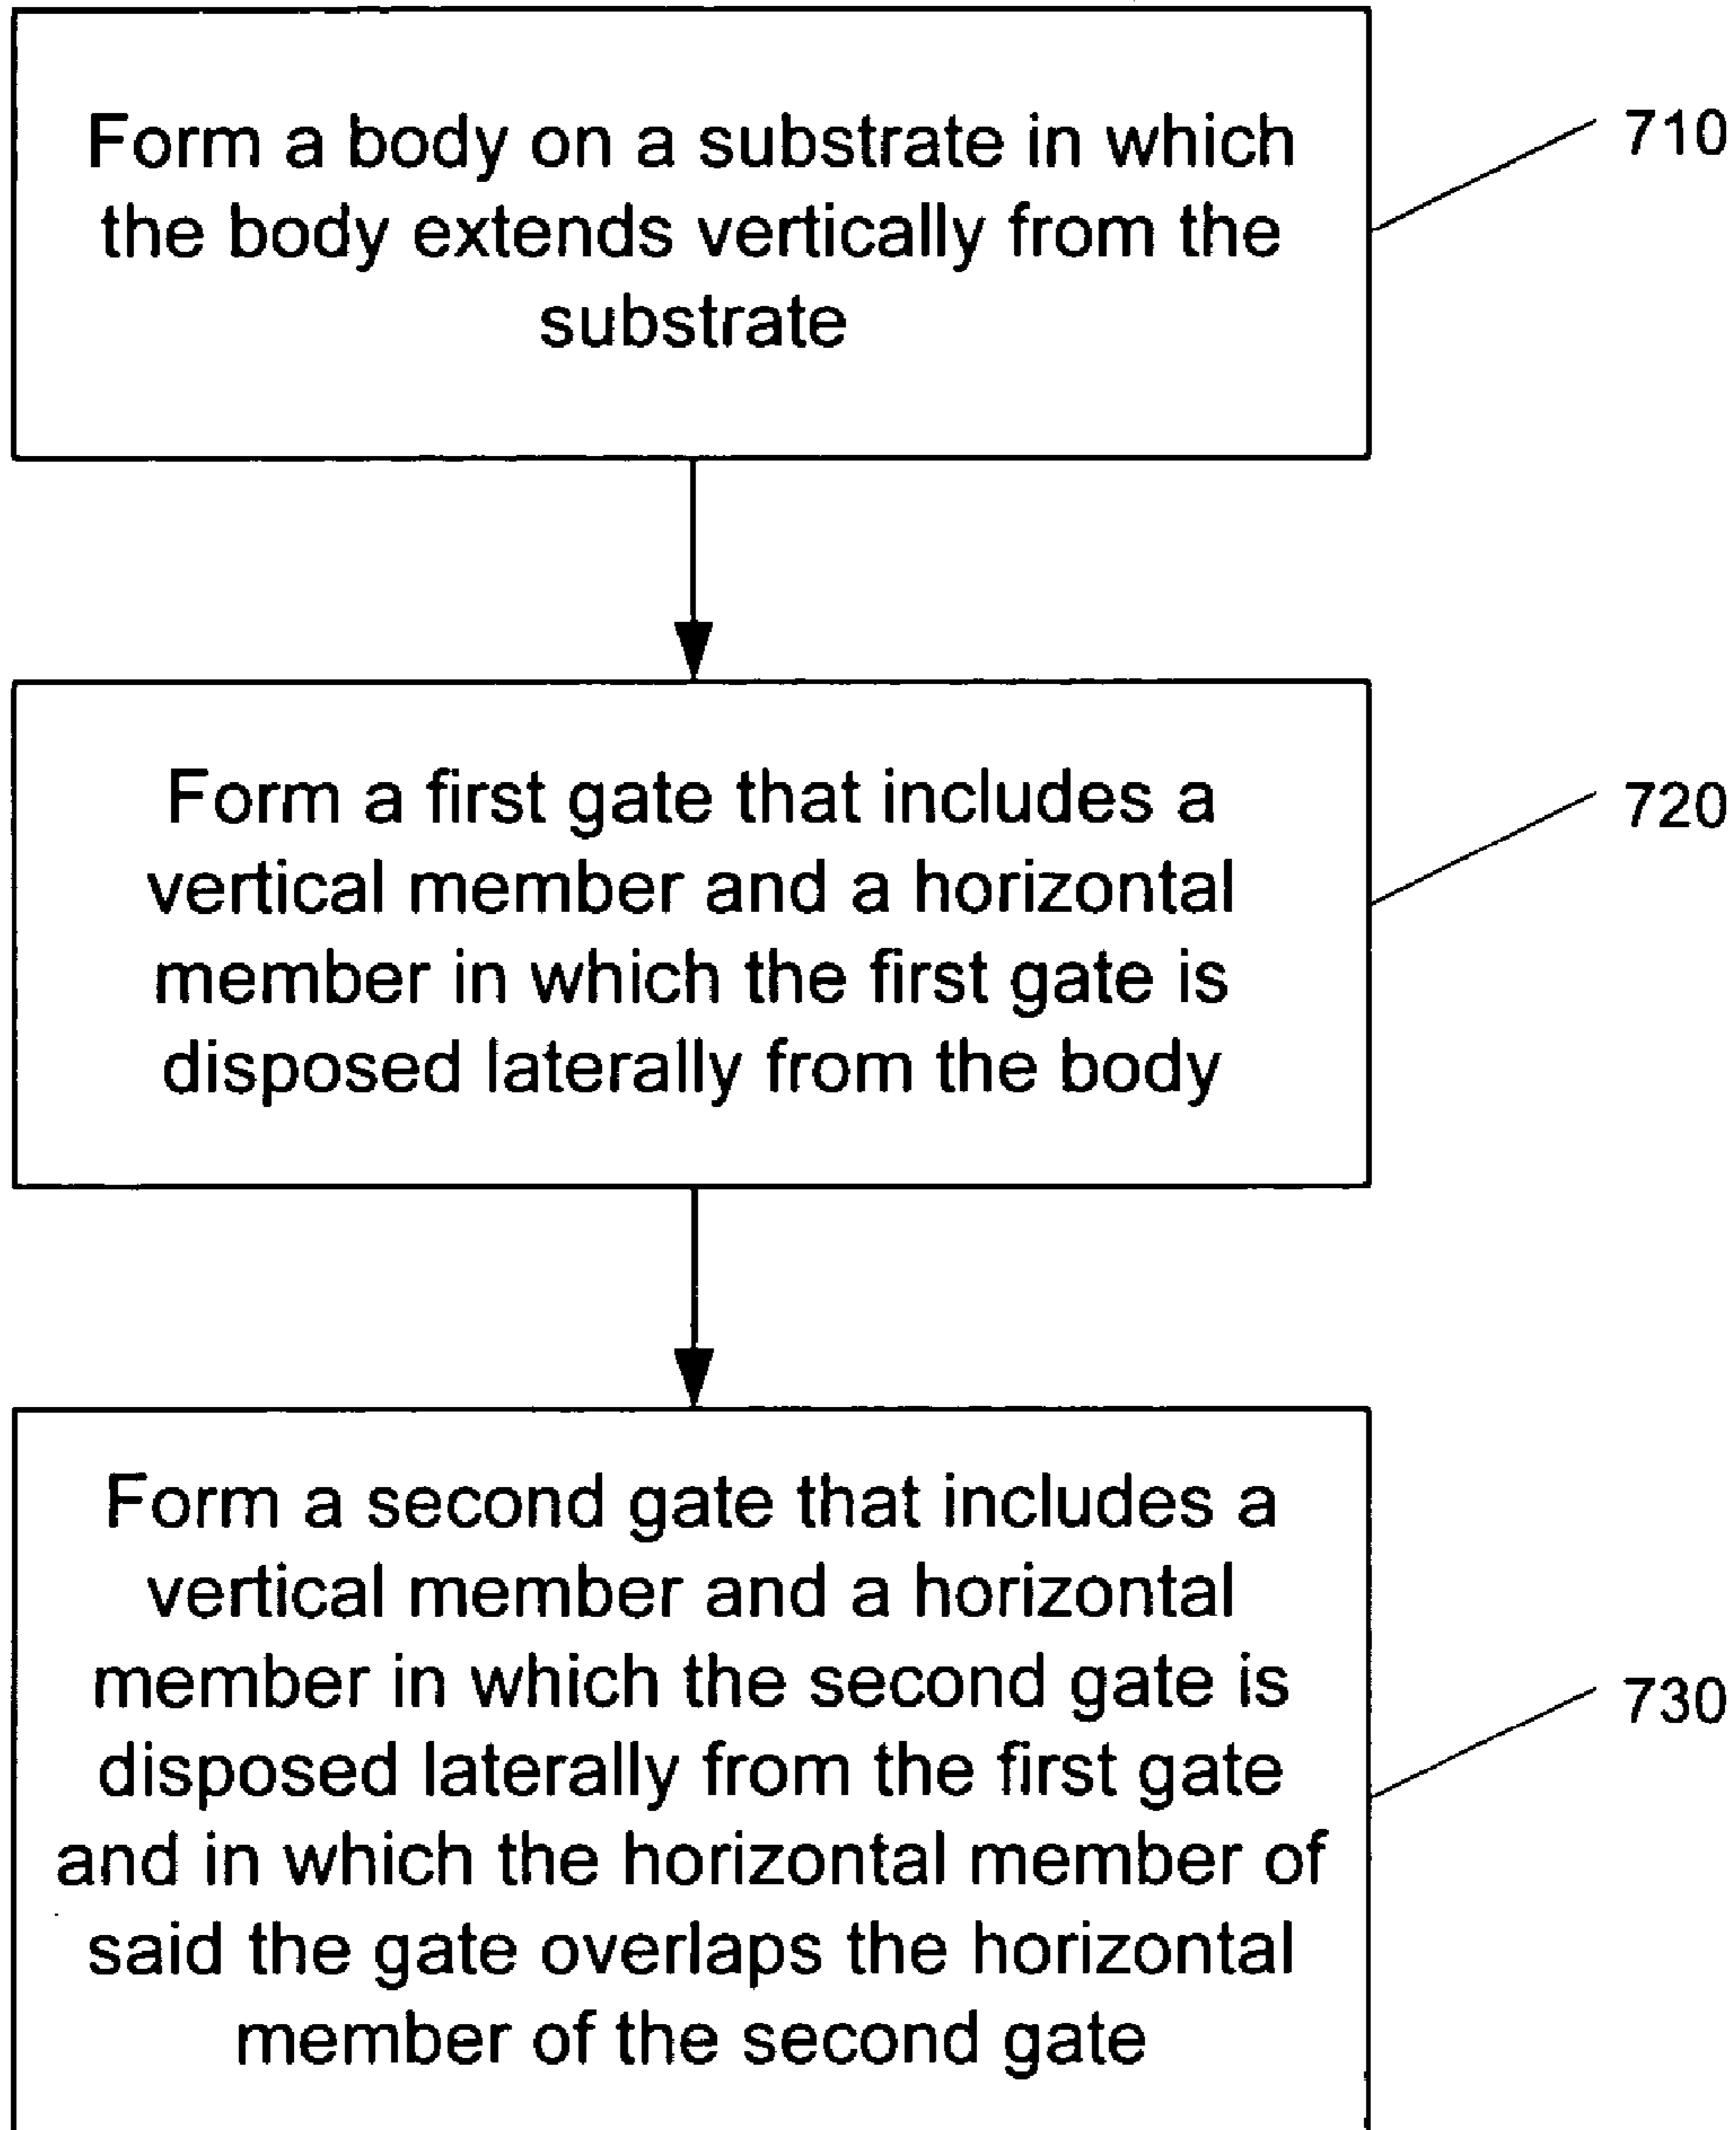 Form a body on a substrate in which
the body extends vertically from the
substrate
710
Form a first gate that includes a
vertical member and a horizontal
member in which the first gate is
disposed laterally from the body
720
Form a second gate that includes a
vertical member and a horizontal
member in which the second gate is
disposed laterally from the first gate
and in which the horizontal member of
said the gate overlaps the horizontal
member of the second gate
730